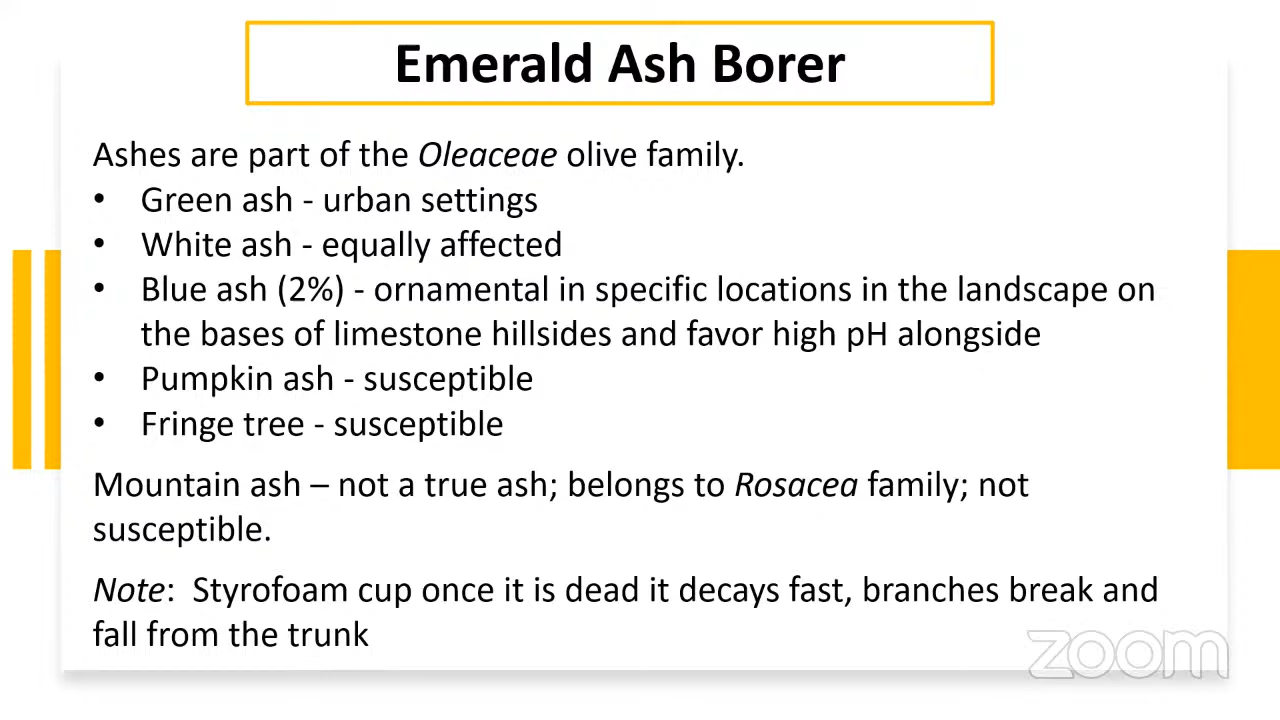 Emerald Ash Borer
Ashes are part of the Oleaceae olive family.
• Green ash - urban settings
• White ash - equally affected
• Blue ash (2%) - ornamental in specific locations in the landscape on
the bases of limestone hillsides and favor high pH alongside
• Pumpkin ash - susceptible
• Fringe tree - susceptible
Mountain ash – not a true ash; belongs to Rosacea family; not
susceptible.
Note: Styrofoam cup once it is dead it decays fast, branches break and
fall from the trunk
zoom